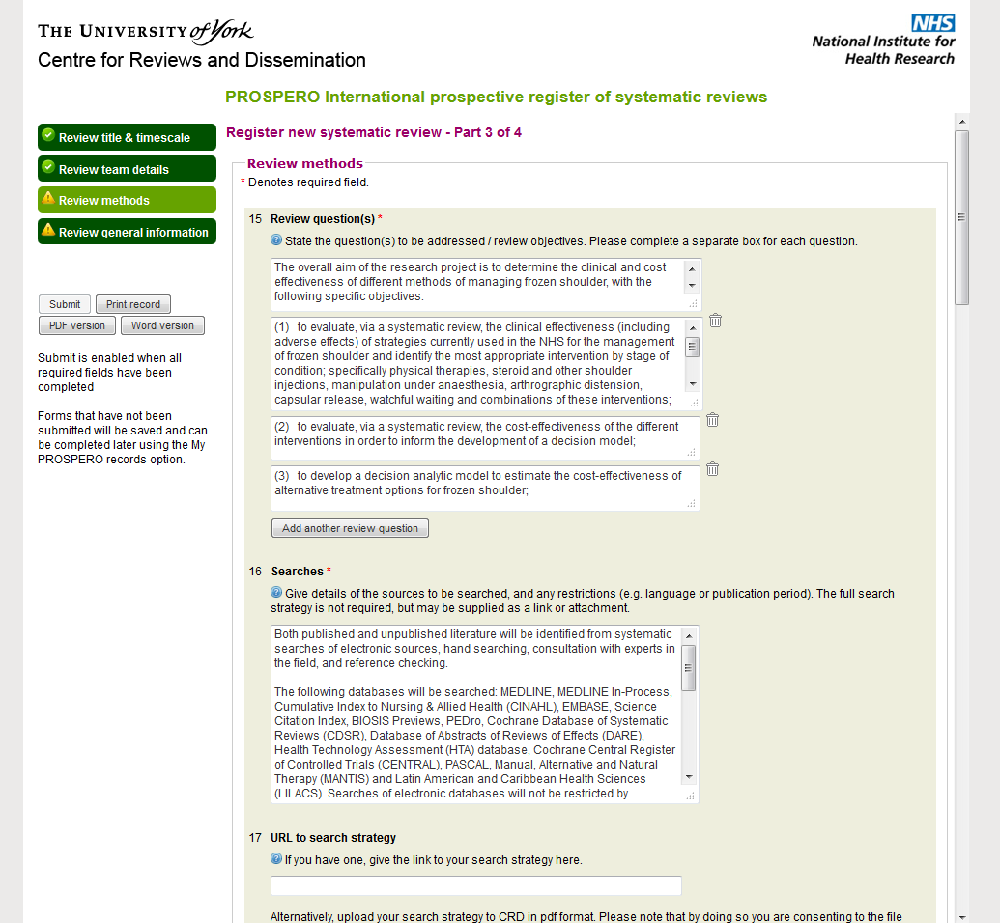 THE UNIVERSITY of York
Centre for Reviews and Dissemination
NHS
National Institute for
Health Research
PROSPERO International prospective register of systematic reviews
Review title & timescale
Review team details
Review methods
Review general information
Submit
Print record
PDF version
Word version
Submit is enabled when all
required fields have been
completed
Forms that have not been
submitted will be saved and can
be completed later using the My
PROSPERO records option.
Register new systematic review - Part 3 of 4
Review methods
* Denotes required field.
15 Review question(s) *
State the question(s) to be addressed / review objectives. Please complete a separate box for each question.
The overall aim of the research project is to determine the clinical and cost
effectiveness of different methods of managing frozen shoulder, with the
following specific objectives:
(1) to evaluate, via a systematic review, the clinical effectiveness (including
adverse effects) of strategies currently used in the NHS for the management
of frozen shoulder and identify the most appropriate intervention by stage of
condition; specifically physical therapies, steroid and other shoulder
injections, manipulation under anaesthesia, arthrographic distension,
capsular release, watchful waiting and combinations of these interventions;
(2) to evaluate, via a systematic review, the cost-effectiveness of the different
interventions in order to inform the development of a decision model;
(3) to develop a decision analytic model to estimate the cost-effectiveness of
alternative treatment options for frozen shoulder;
Add another review question
16 Searches *
Give details of the sources to be searched, and any restrictions (e.g. language or publication period). The full search
strategy is not required, but may be supplied as a link or attachment.
Both published and unpublished literature will be identified from systematic
searches of electronic sources, hand searching, consultation with experts in
the field, and reference checking.
The following databases will be searched: MEDLINE, MEDLINE In-Process,
Cumulative Index to Nursing & Allied Health (CINAHL), EMBASE, Science
Citation Index, BIOSIS Previews, PEDro, Cochrane Database of Systematic
Reviews (CDSR), Database of Abstracts of Reviews of Effects (DARE),
Health Technology Assessment (HTA) database, Cochrane Central Register
of Controlled Trials (CENTRAL), PASCAL, Manual, Alternative and Natural
Therapy (MANTIS) and Latin American and Caribbean Health Sciences
(LILACS). Searches of electronic databases will not be restricted by
17 URL to search strategy
If you have one, give the link to your search strategy here.
Alternatively, upload your search strategy to CRD in pdf format. Please note that by doing so you are consenting to the file